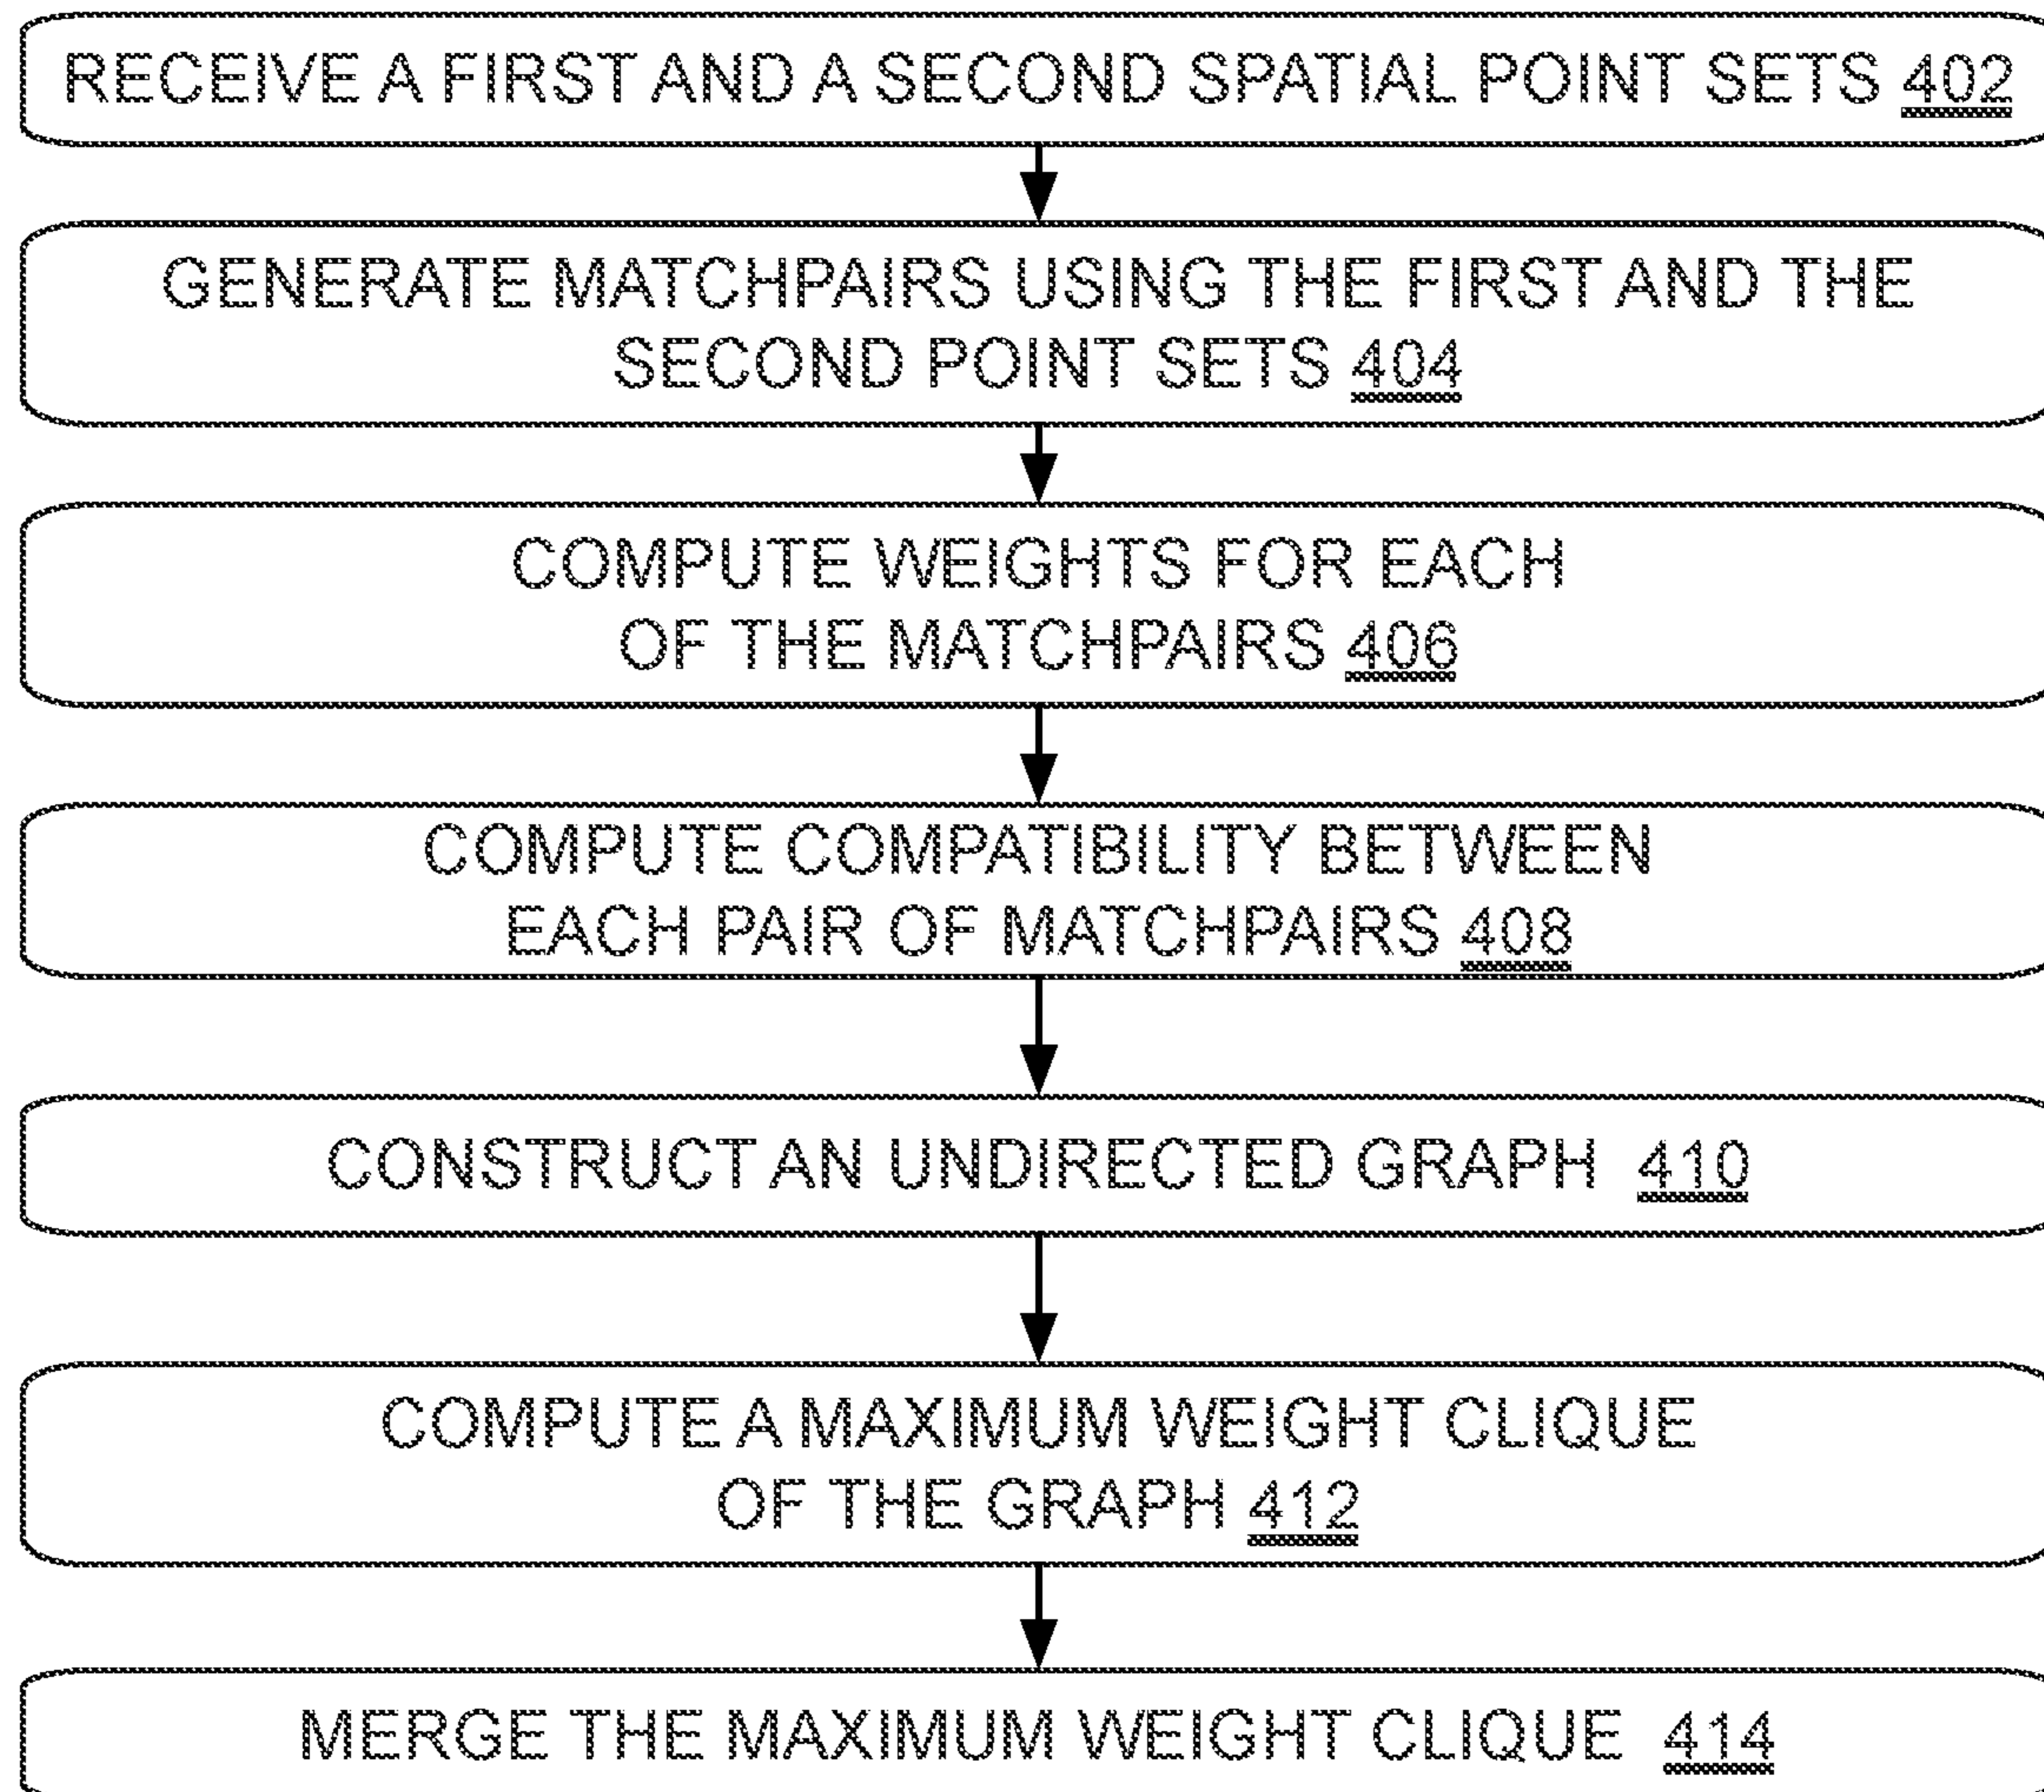 RECEIVE A FIRST AND A SECOND SPATIAL POINT SETS 402
GENERATE MATCHPAIRS USING THE FIRST AND THE
SECOND POINT SETS 404
COMPUTE WEIGHTS FOR EACH
OF THE MATCHPAIRS 406
COMPUTE COMPATIBILITY BETWEEN
EACH PAIR OF MATCHPAIRS 408
CONSTRUCT AN UNDIRECTED GRAPH 410
COMPUTE A MAXIMUM WEIGHT CLIQUE
OF THE GRAPH 412
MERGE THE MAXIMUM WEIGHT CLIQUE 414